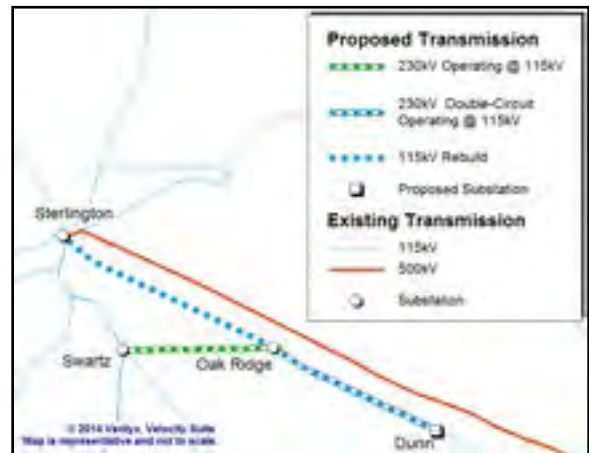 Proposed Transmission
230kV Operating @ 115kV
230kV Double-Circuit
Operating @ 115kV
115kV Rebuild
Proposed Substation
Existing Transmission
115kV
500kV
Substation
Sterlington
Swartz
Oak Ridge
Dunn
© 2014 Ventyx, Velocity Suite
Map is representative and not to scale.